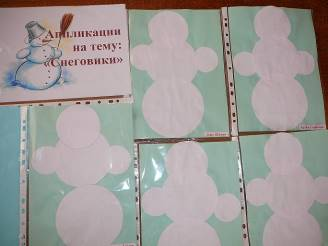 Аппликации
на тему:
«Снеговики»